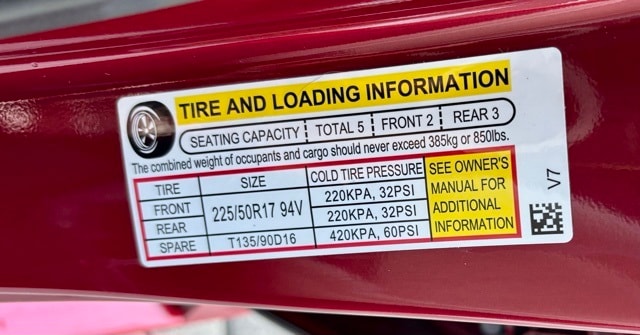 TIRE AND LOADING INFORMATION
SEATING CAPACITY TOTAL 5 FRONT 2 REAR 3
The combined weight of occupants and cargo should never exceed 385kg or 850lbs.
TIRE SIZE COLD TIRE PRESSURE
FRONT 225/50R17 94V 220KPA, 32PSI
REAR 220KPA, 32PSI
SPARE T135/90D16 420KPA, 60PSI
SEE OWNER'S
MANUAL FOR
ADDITIONAL
INFORMATION
V7